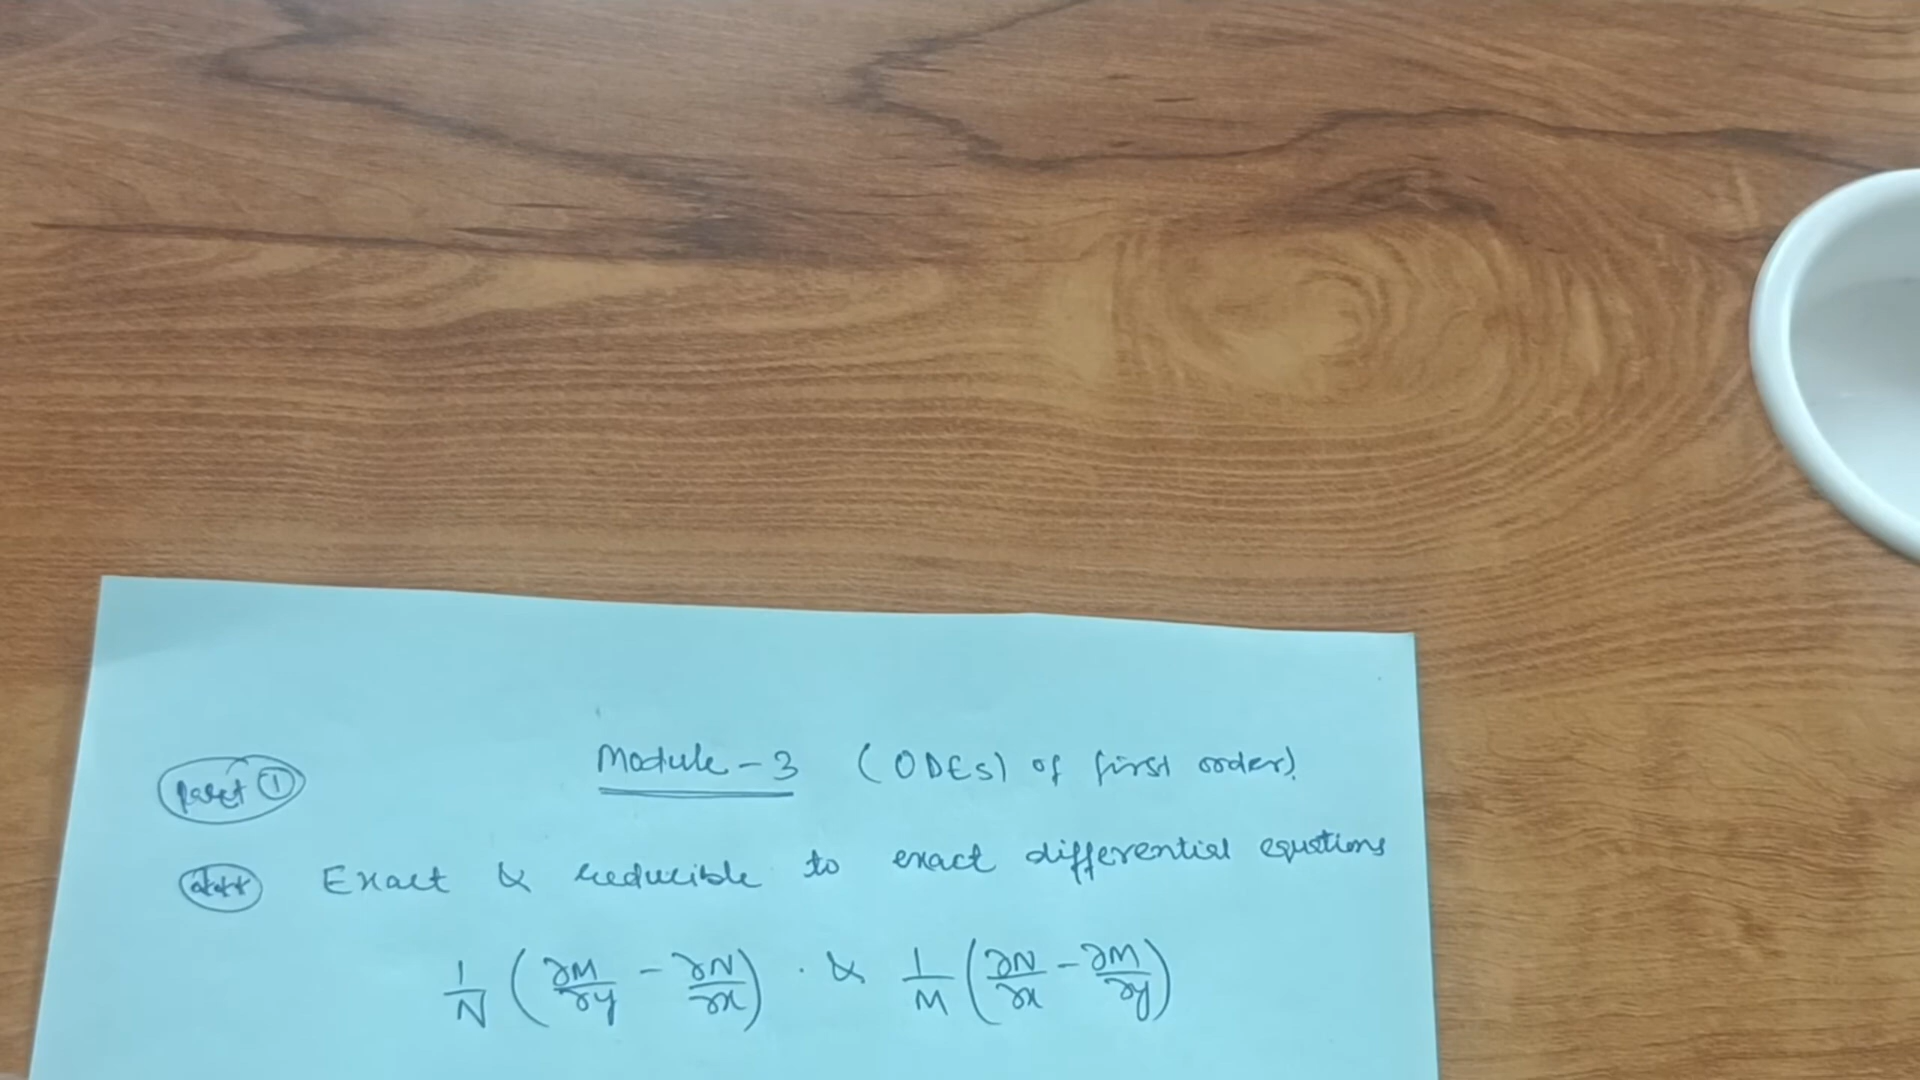 Part ① Module - 3 (ODEs) of first order).
*** Exact & reducible to exact differential equations
1/N (∂M/∂y - ∂N/∂x) . & 1/M (∂N/∂x - ∂M/∂y)